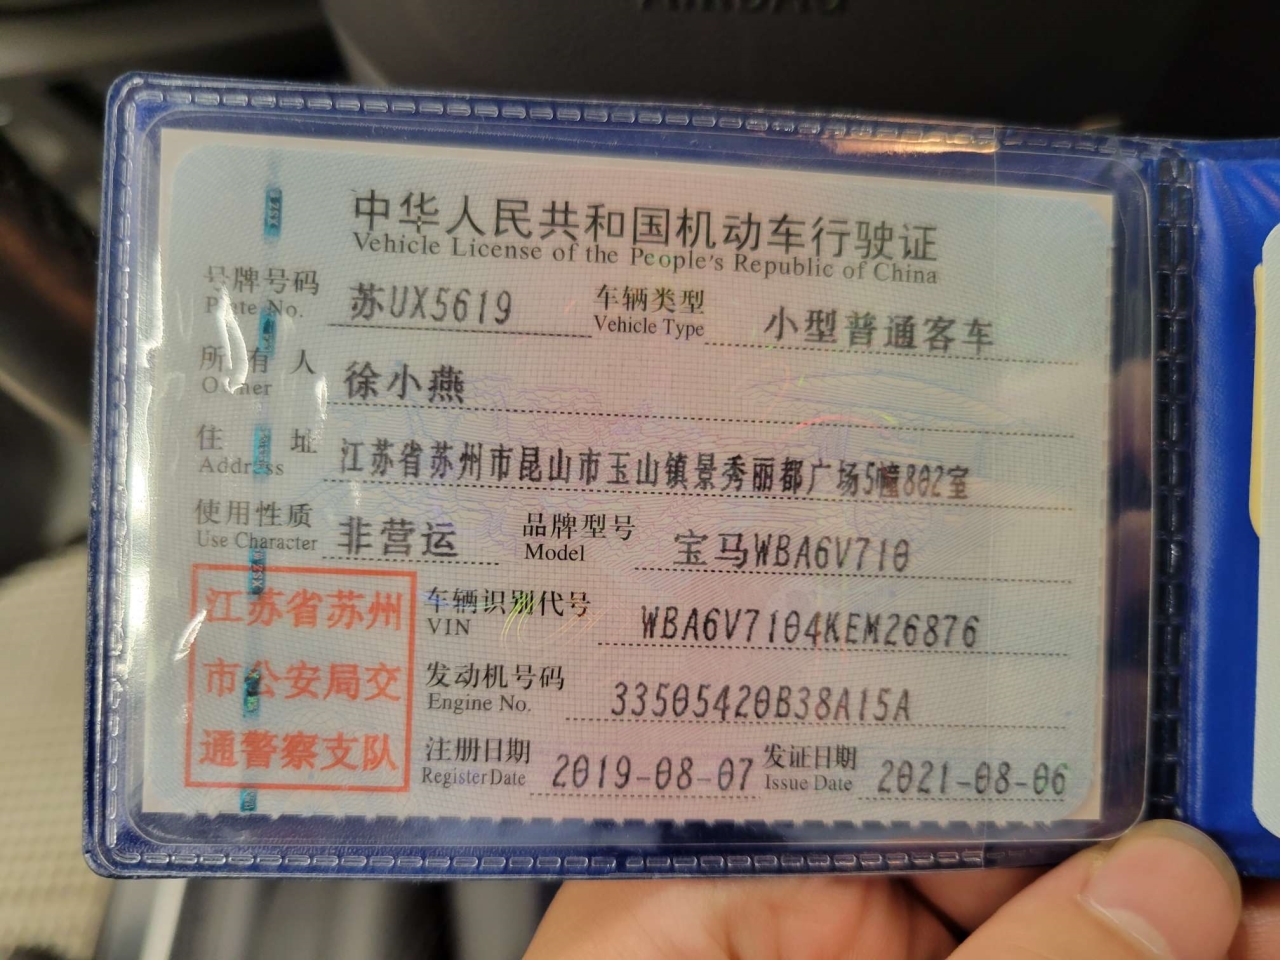 中华人民共和国机动车行驶证
Vehicle License of the People's Republic of China
号牌号码 苏UX5619 车辆类型 小型普通客车
Plate No. Vehicle Type
所有人 徐小燕
Owner
住址 江苏省苏州市昆山市玉山镇景秀丽都广场5幢802室
Address
使用性质 非营运 品牌型号 宝马WBA6V710
Use Character Model
江苏省苏州
市公安局交
通警察支队
车辆识别代号 WBA6V7104KEM26876
VIN
发动机号码 33505420B38A15A
Engine No.
注册日期 2019-08-07 发证日期 2021-08-06
Register Date Issue Date